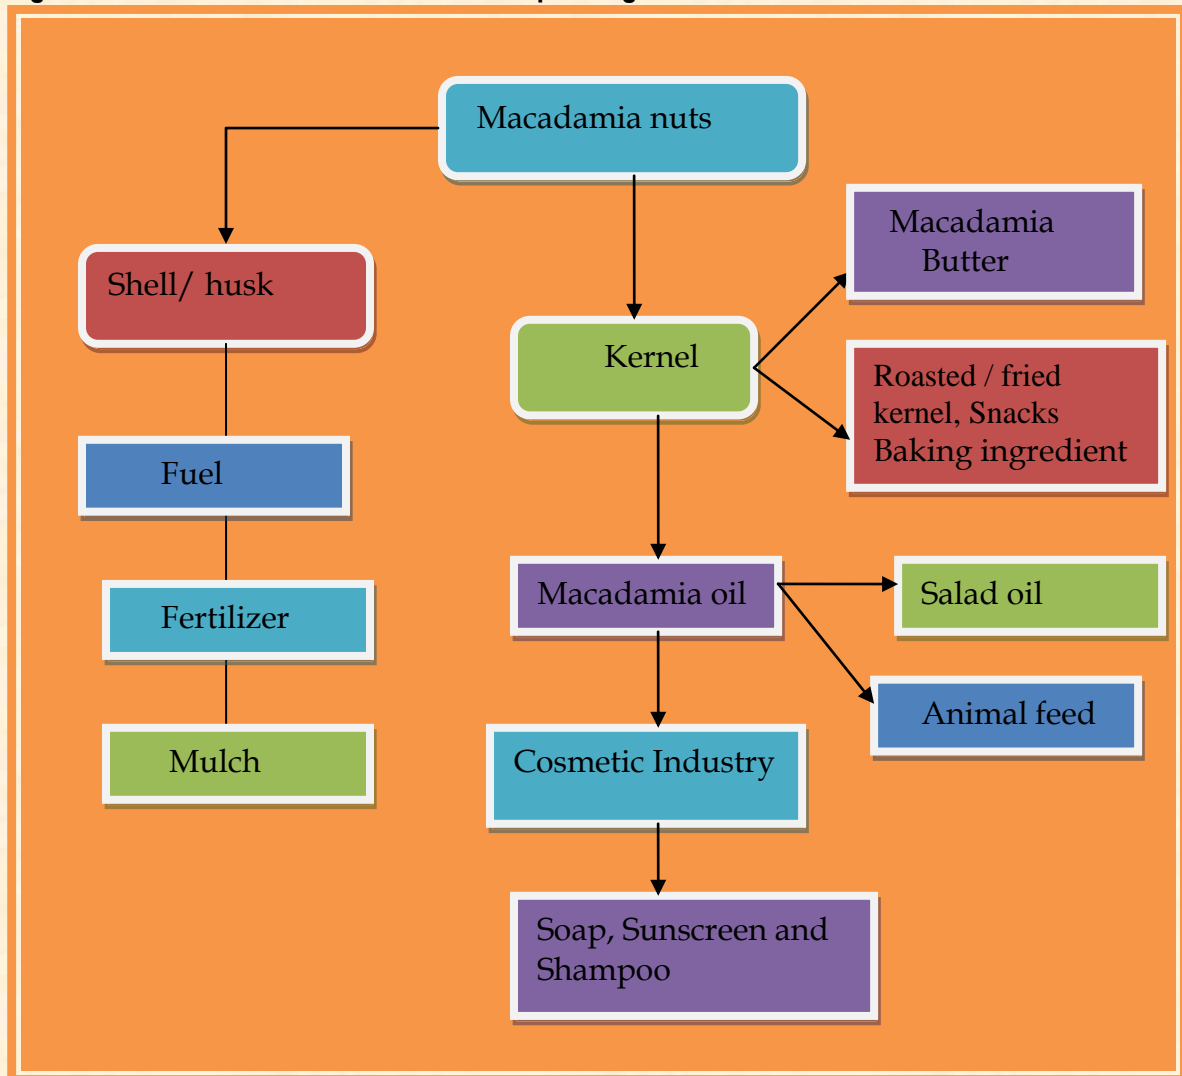 Macadamia nuts
Macadamia
Butter
Shell/ husk
Kernel
Roasted / fried
kernel, Snacks
Baking ingredient
Fuel
Macadamia oil
Salad oil
Fertilizer
Animal feed
Mulch
Cosmetic Industry
Soap, Sunscreen and
Shampoo